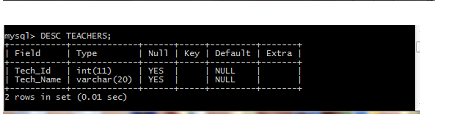 mysql> DESC TEACHERS;
+-----------+-------------+------+-----+---------+-------+
| Field     | Type        | Null | Key | Default | Extra |
+-----------+-------------+------+-----+---------+-------+
| Tech_Id   | int(11)     | YES  |     | NULL    |       |
| Tech_Name | varchar(20) | YES  |     | NULL    |       |
+-----------+-------------+------+-----+---------+-------+
2 rows in set (0.01 sec)